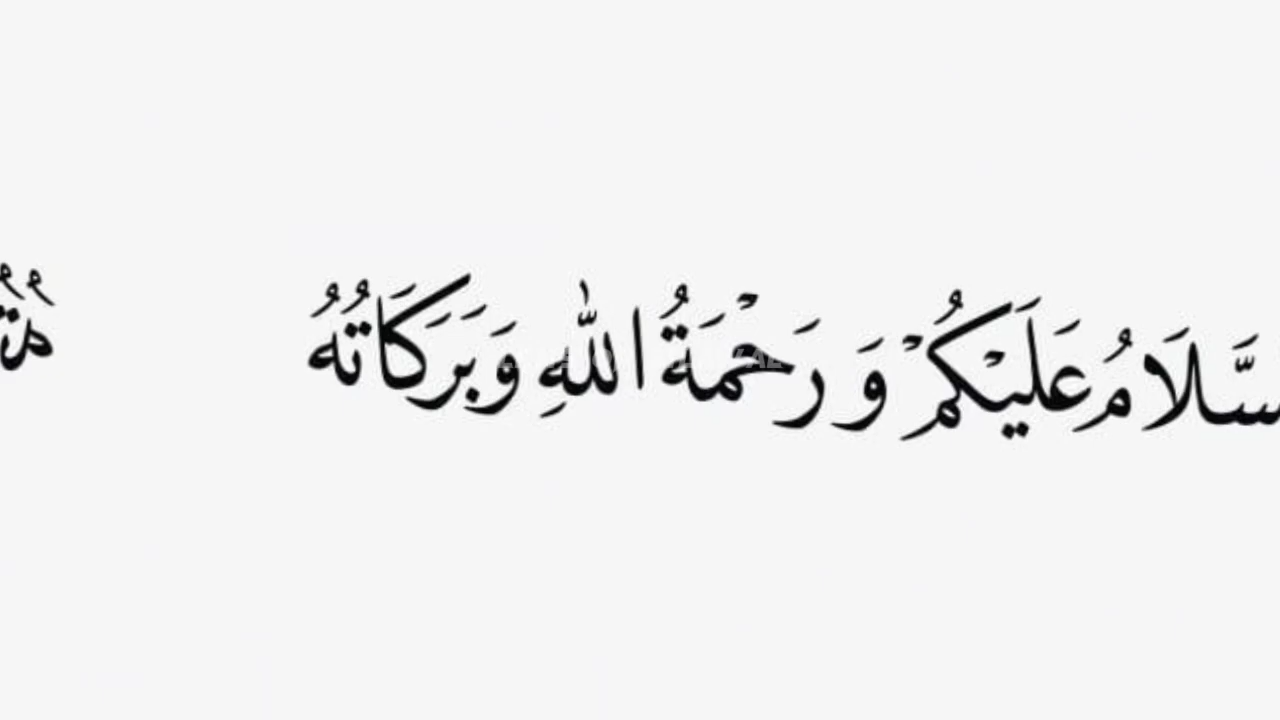 سَّلَامُ عَلَيْكُمْ وَ رَحْمَةُ اللهِ وَبَرَكَاتُهُ